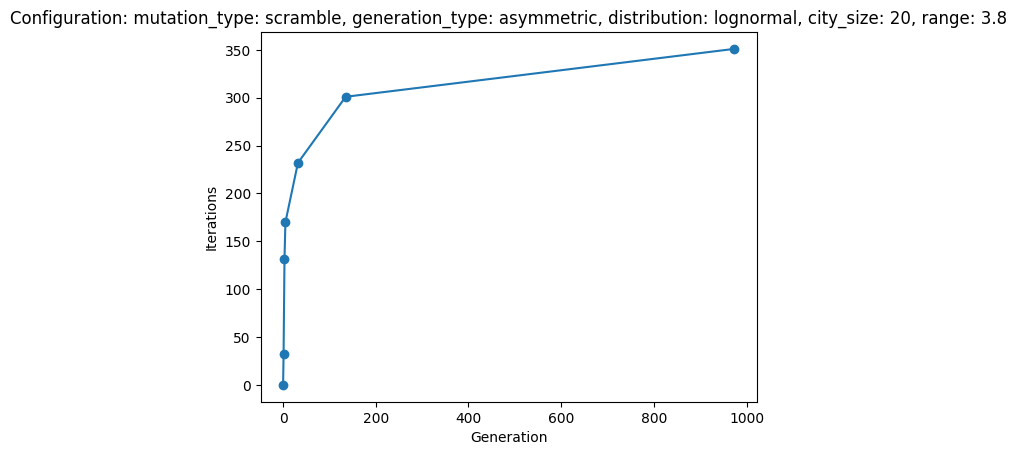 Configuration: mutation_type: scramble, generation_type: asymmetric, distribution: lognormal, city_size: 20, range: 3.8
350
300
250
200
150
100
50
0
Iterations
0 200 400 600 800 1000
Generation